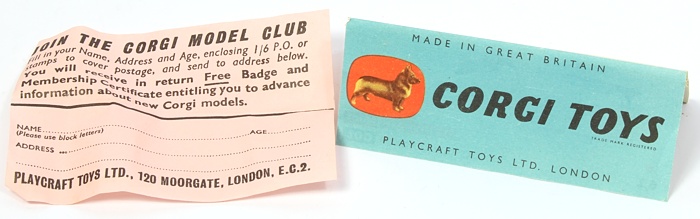 JOIN THE CORGI MODEL CLUB
Fill in your Name, Address and Age, enclosing 1/6 P.O. or
stamps to cover postage, and send to address below.
You will receive in return Free Badge and
Membership Certificate entitling you to advance
information about new Corgi models.
NAME
AGE
(Please use block letters)
ADDRESS
PLAYCRAFT TOYS LTD., 120 MOORGATE, LONDON, E.C.2.
MADE IN GREAT BRITAIN
CORGI TOYS
TRADE MARK REGISTERED
PLAYCRAFT TOYS LTD. LONDON